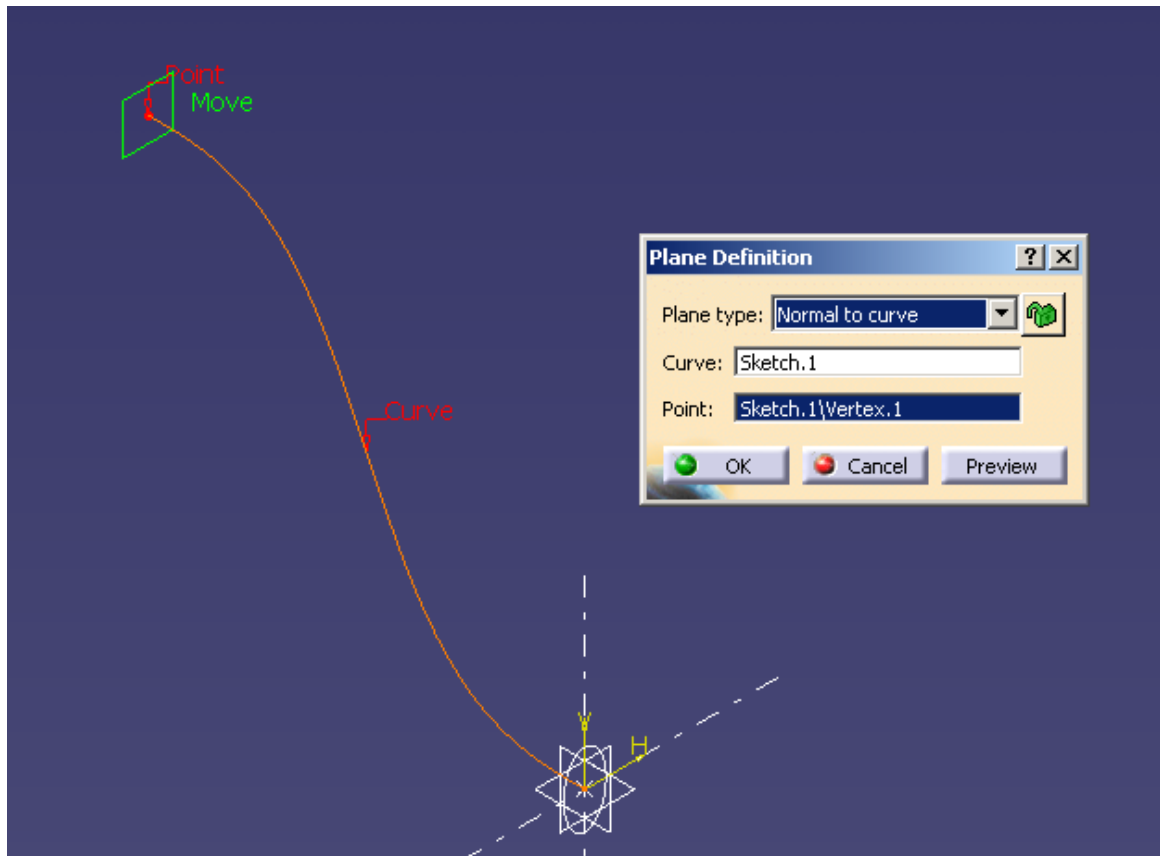 Point
Move
Plane Definition
Plane type: Normal to curve
Curve: Sketch.1
Curve
Point: Sketch.1\Vertex.1
OK Cancel Preview
V
H